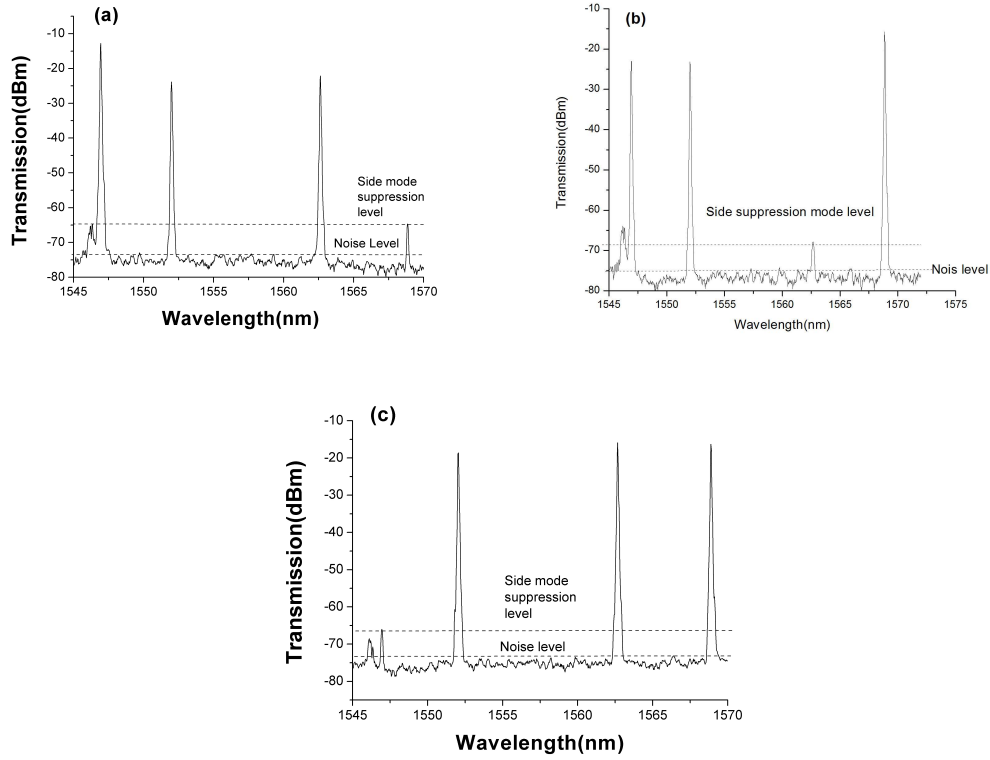 (a)
-10
-20
-30
-40
-50
-60
-70
-80
Transmission(dBm)
Side mode
suppression
level
Noise Level
1545 1550 1555 1560 1565 1570
Wavelength(nm)
(b)
-10
-20
-30
-40
-50
-60
-70
-80
Transmission(dBm)
Side suppression mode level
Nois level
1545 1550 1555 1560 1565 1570 1575
Wavelength(nm)
(c)
-10
-20
-30
-40
-50
-60
-70
-80
Transmission(dBm)
Side mode
suppression
level
Noise level
1545 1550 1555 1560 1565 1570
Wavelength(nm)